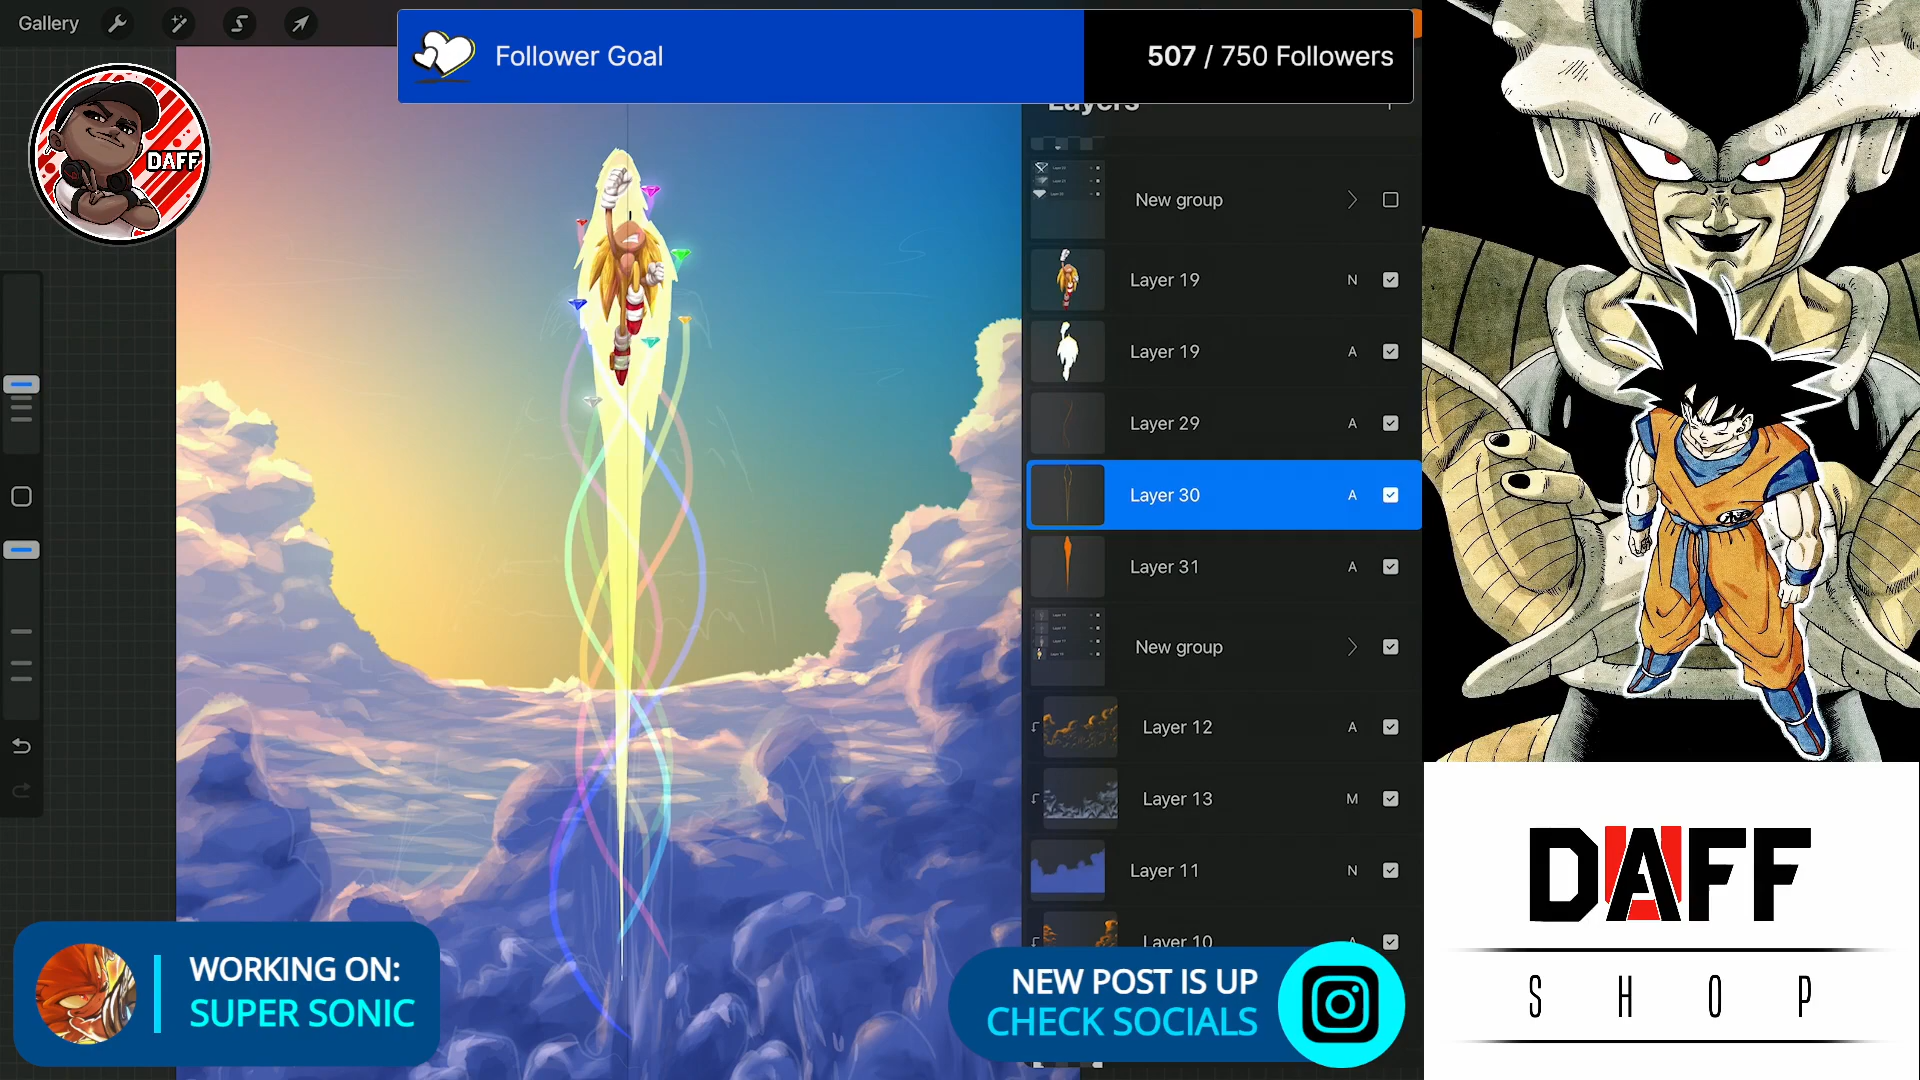 Gallery
Follower Goal
507 / 750 Followers
Layers
DAFF
New group
Layer 19 N
Layer 19 A
Layer 29 A
Layer 30 A
Layer 31 A
New group
Layer 12 A
Layer 13 M
Layer 11 N
Layer 10 A
WORKING ON:
SUPER SONIC
NEW POST IS UP
CHECK SOCIALS
DAFF
SHOP